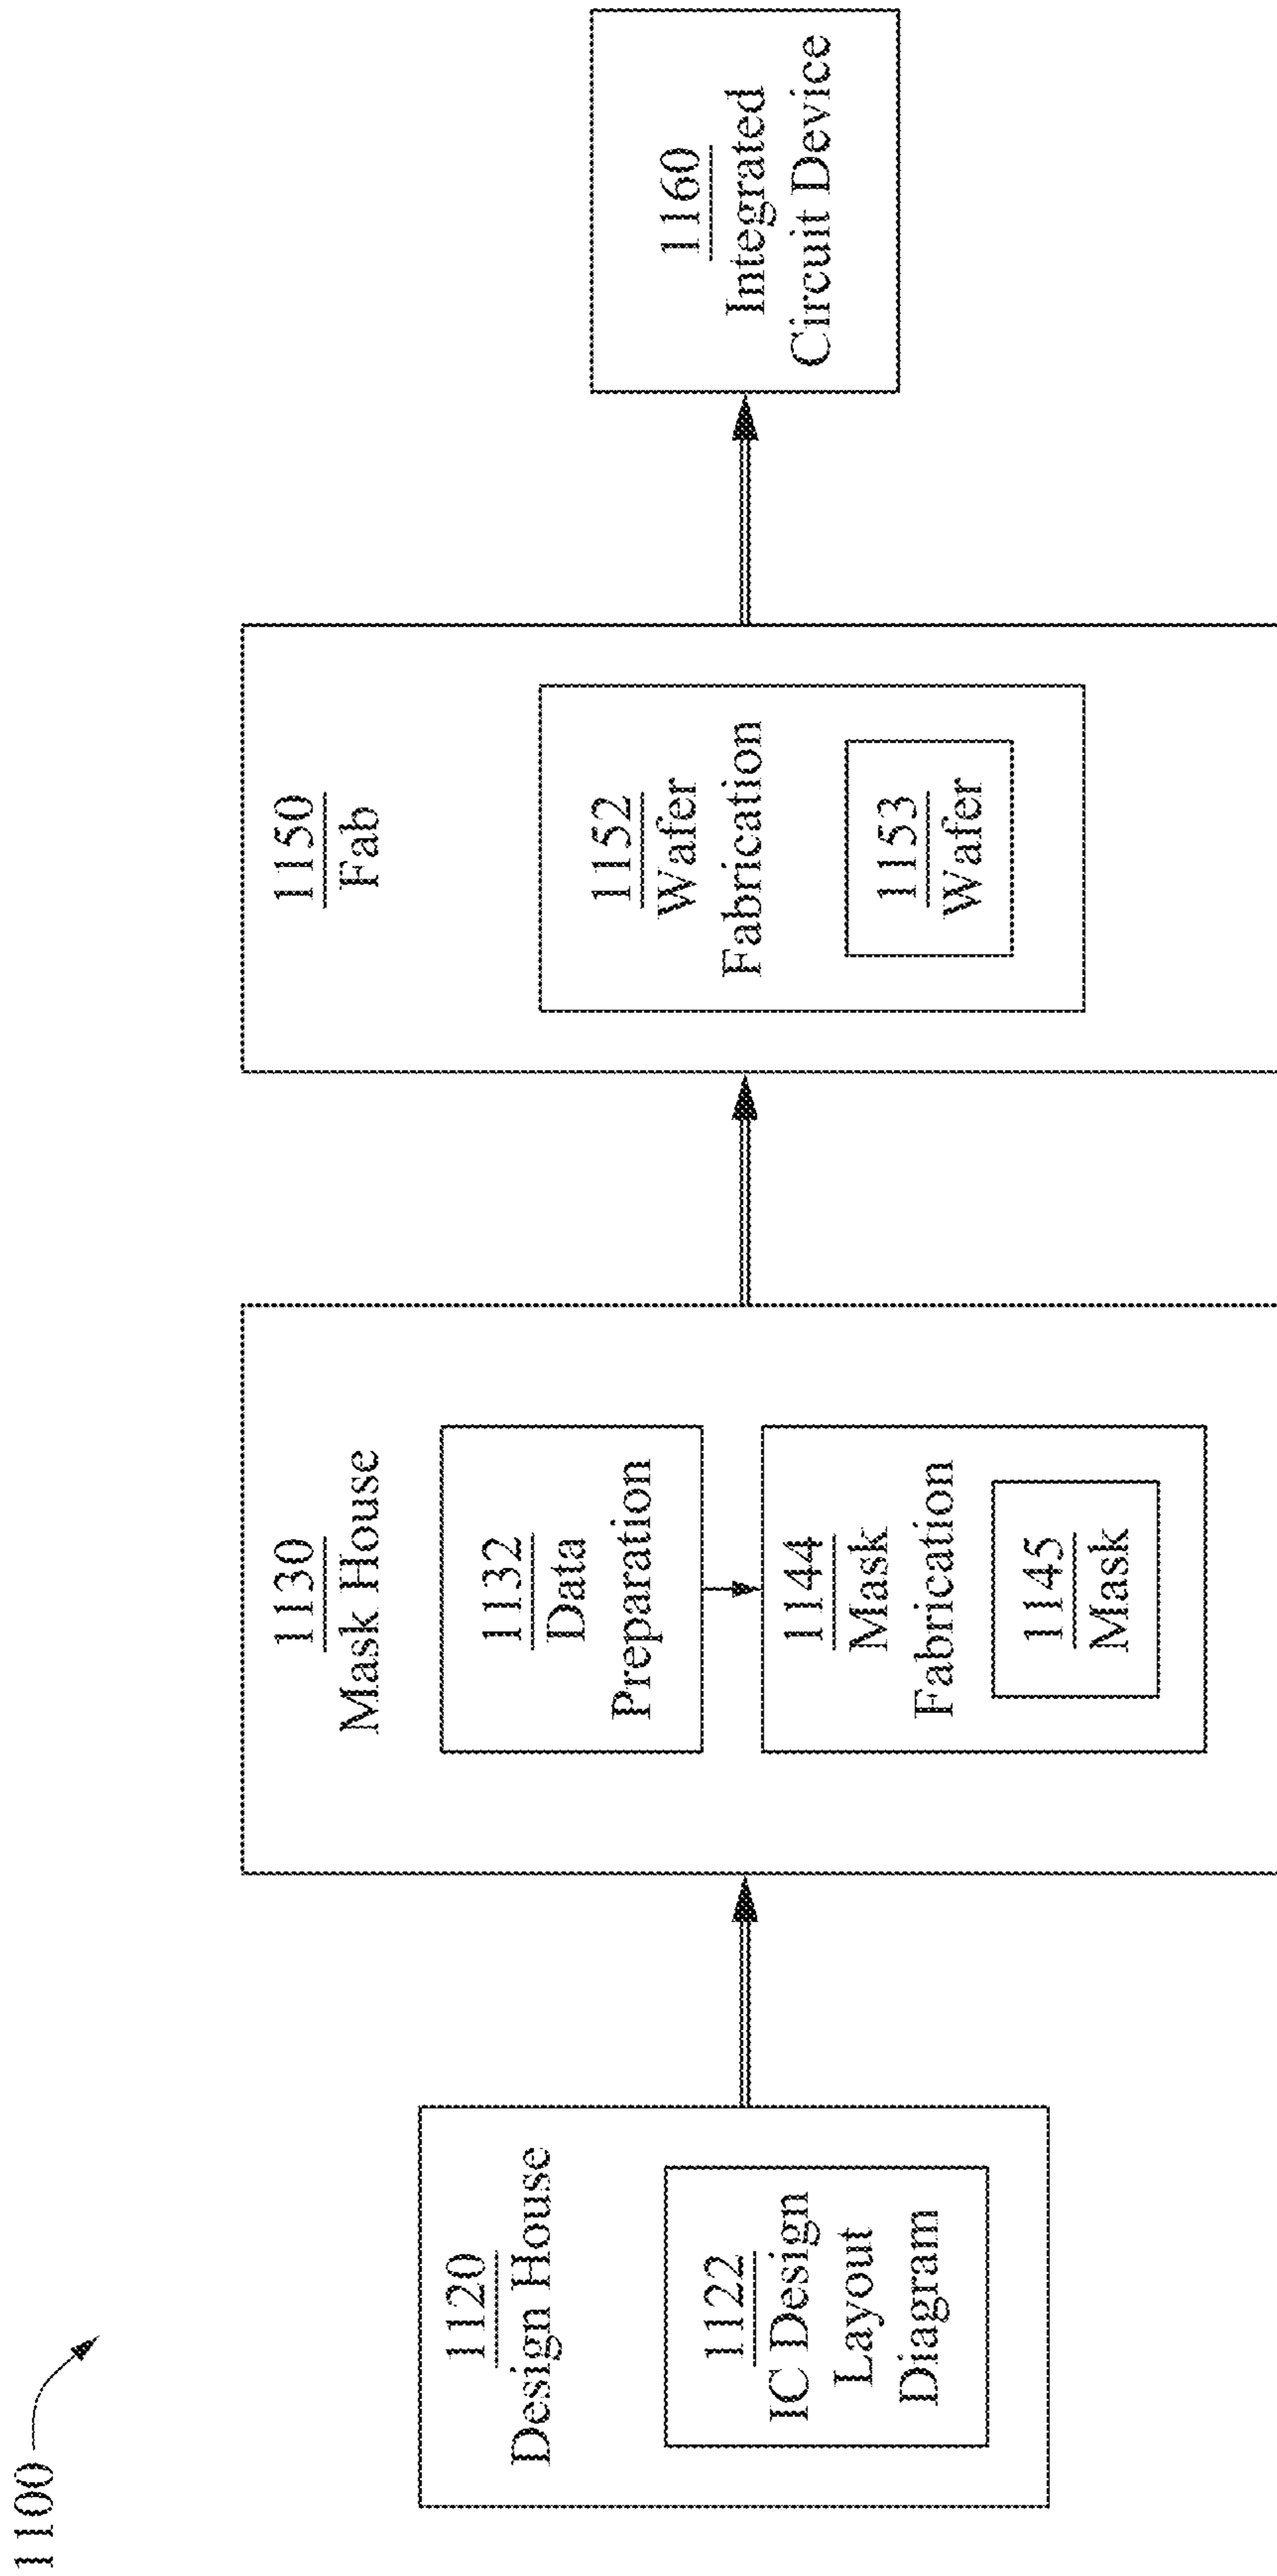 1100
1120
Design House
1122
IC Design
Layout
Diagram
1130
Mask House
1132
Data
Preparation
1144
Mask
Fabrication
1145
Mask
1150
Fab
1152
Wafer
Fabrication
1153
Wafer
1160
Integrated
Circuit Device